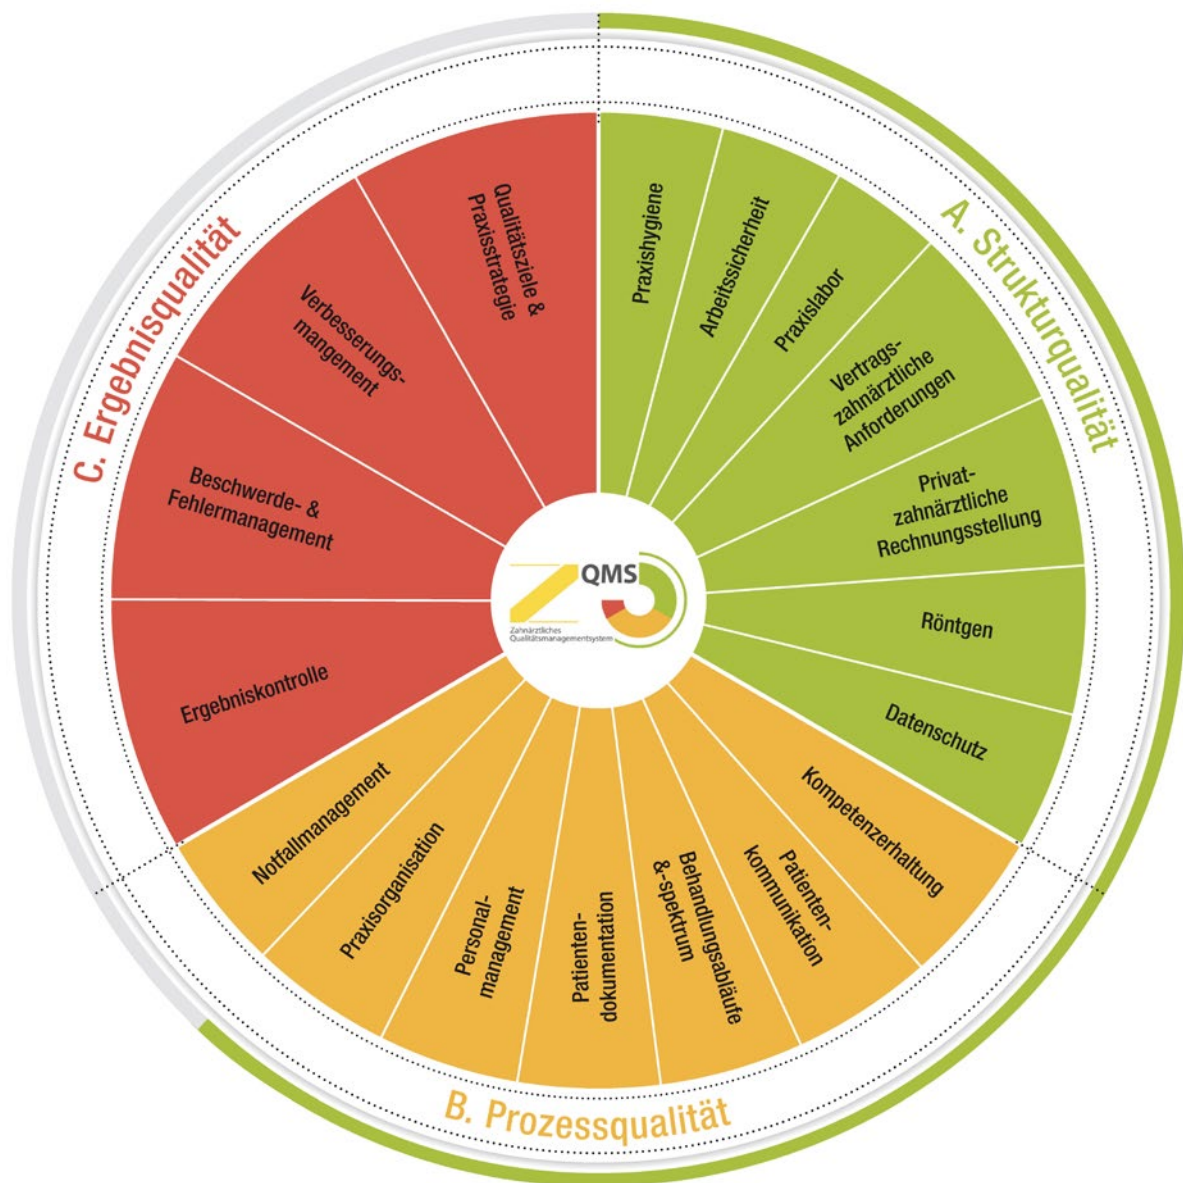 A. Strukturqualität
Praxishygiene
Arbeitssicherheit
Praxislabor
Vertrags-
zahnärztliche
Anforderungen
Privat-
zahnärztliche
Rechnungsstellung
Röntgen
Datenschutz
B. Prozessqualität
Kompetenzerhaltung
Patienten-
kommunikation
Behandlungsabläufe
&-spektrum
Patienten-
dokumentation
Personal-
management
Praxisorganisation
Notfallmanagement
C. Ergebnisqualität
Ergebniskontrolle
Beschwerde- &
Fehlermanagement
Verbesserungs-
mangement
Qualitätsziele &
Praxisstrategie
Z QMS
Zahnärztliches
Qualitätsmanagementsystem